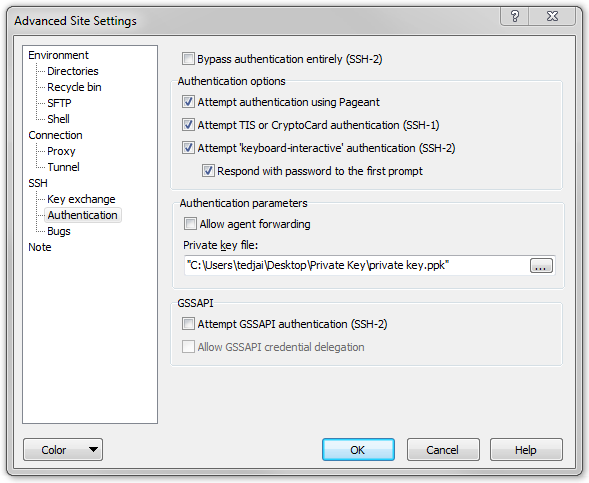 Advanced Site Settings
Environment
Directories
Recycle bin
SFTP
Shell
Connection
Proxy
Tunnel
SSH
Key exchange
Authentication
Bugs
Note
Bypass authentication entirely (SSH-2)
Authentication options
Attempt authentication using Pageant
Attempt TIS or CryptoCard authentication (SSH-1)
Attempt 'keyboard-interactive' authentication (SSH-2)
Respond with password to the first prompt
Authentication parameters
Allow agent forwarding
Private key file:
"C:\Users\tedjai\Desktop\Private Key\private key.ppk"
...
GSSAPI
Attempt GSSAPI authentication (SSH-2)
Allow GSSAPI credential delegation
Color
OK
Cancel
Help